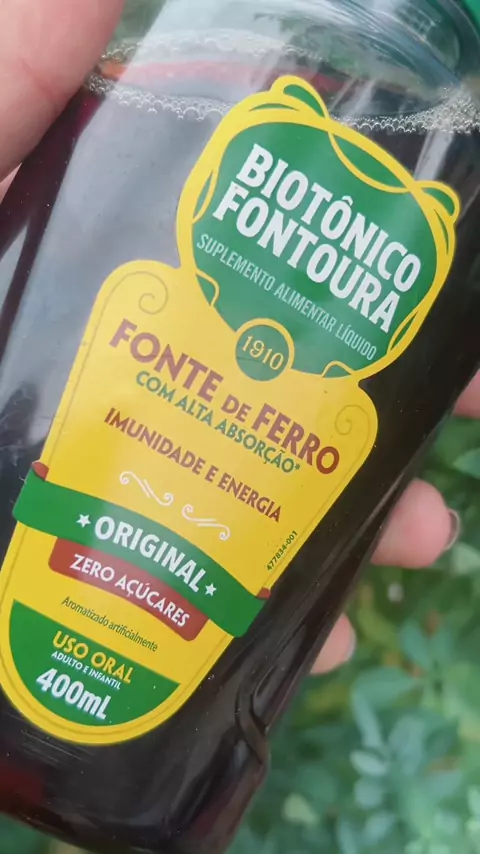 BIOTÔNICO
FONTOURA
SUPLEMENTO ALIMENTAR LÍQUIDO
1910
FONTE DE FERRO
COM ALTA ABSORÇÃO*
IMUNIDADE E ENERGIA
477834-001
★ ORIGINAL ★
ZERO AÇÚCARES
Aromatizado artificialmente
USO ORAL
ADULTO E INFANTIL
400mL